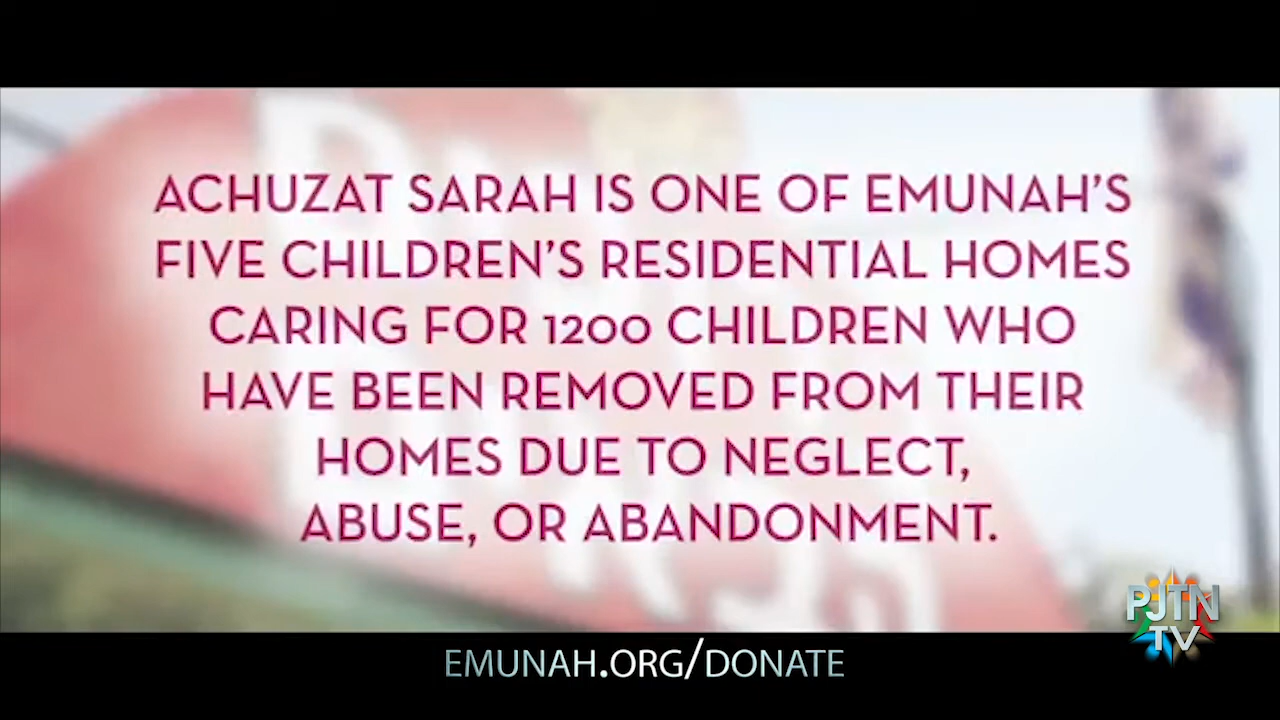 ACHUZAT SARAH IS ONE OF EMUNAH'S
FIVE CHILDREN'S RESIDENTIAL HOMES
CARING FOR 1200 CHILDREN WHO
HAVE BEEN REMOVED FROM THEIR
HOMES DUE TO NEGLECT,
ABUSE, OR ABANDONMENT.
PJTN
TV
EMUNAH.ORG/DONATE